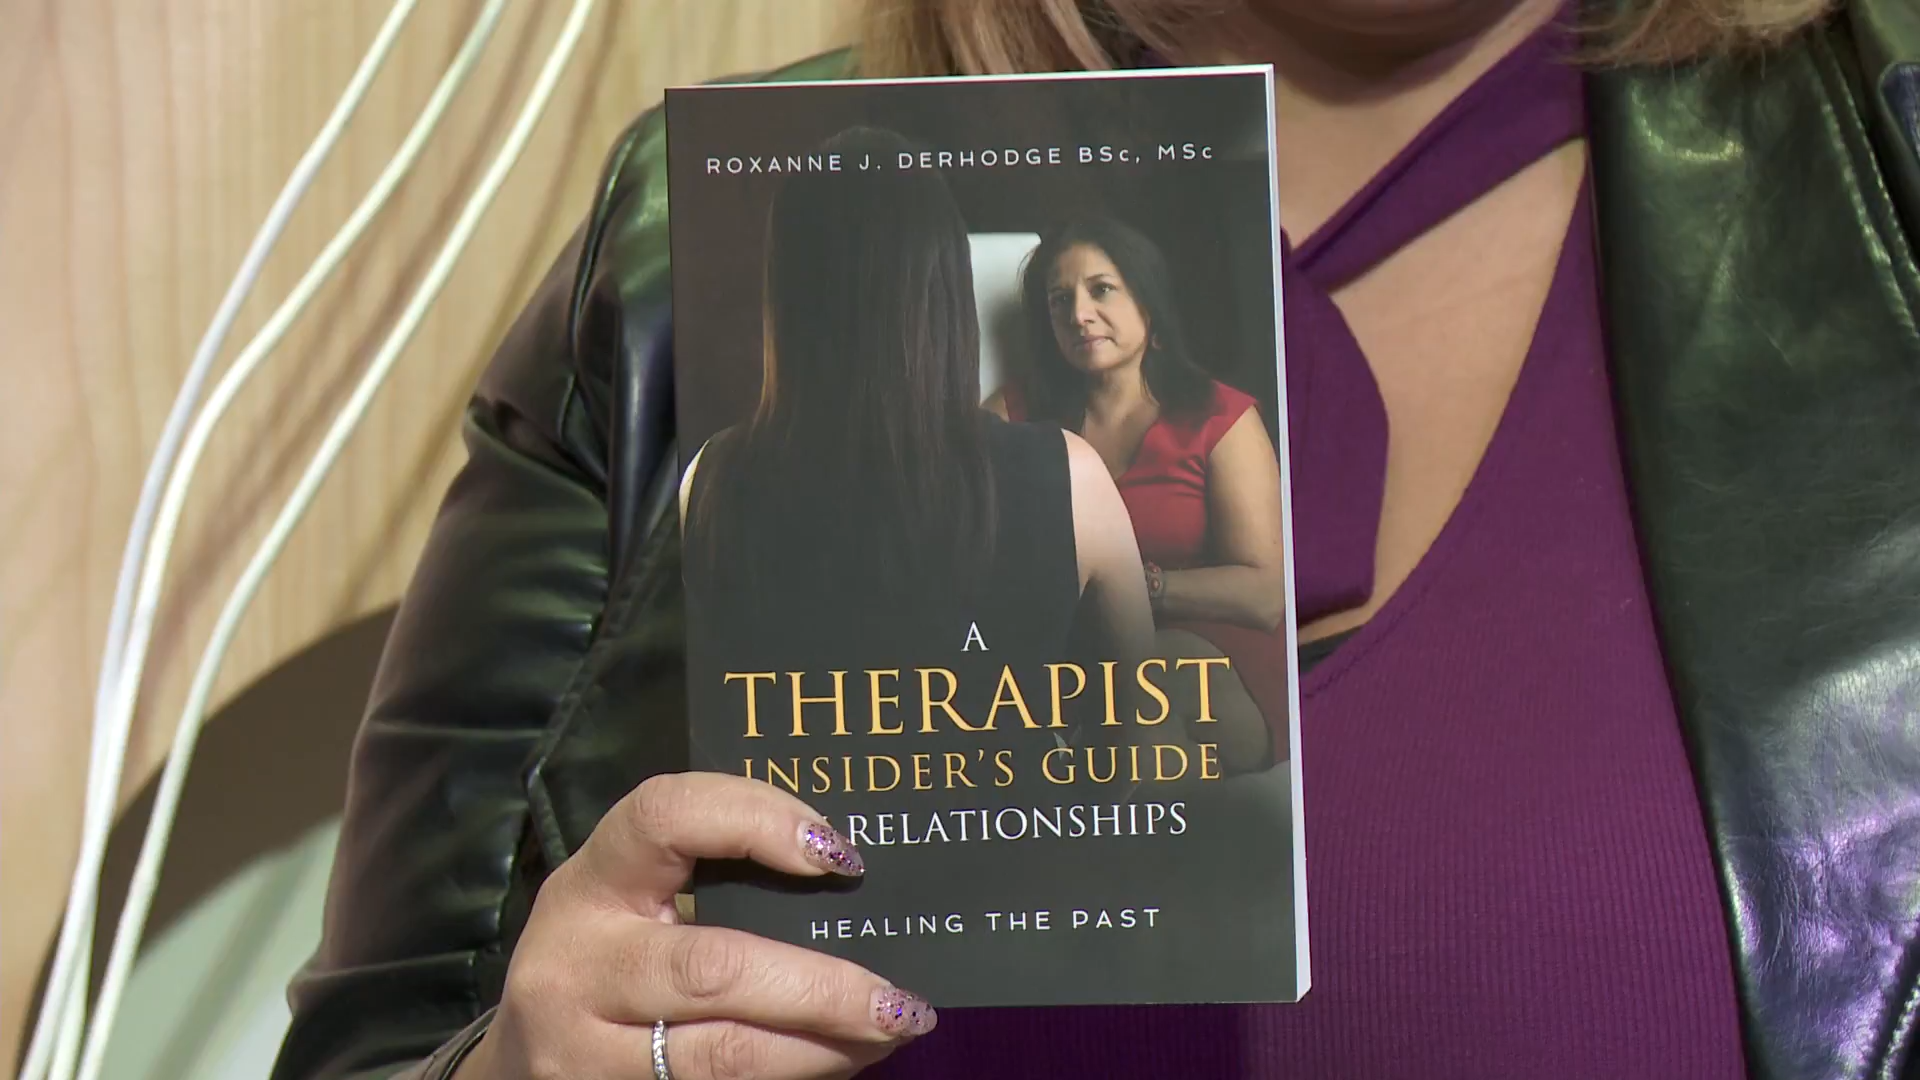 ROXANNE J. DERHODGE BSc, MSc
A
THERAPIST
INSIDER'S GUIDE
RELATIONSHIPS
HEALING THE PAST